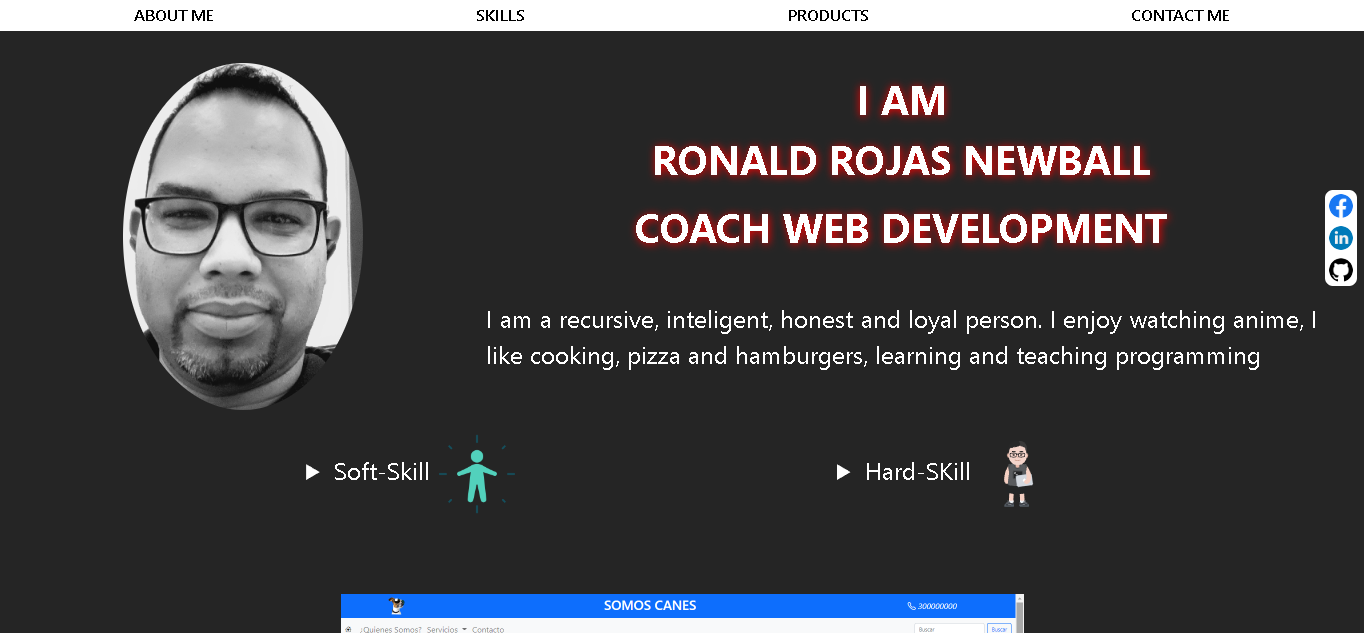 ABOUT ME SKILLS PRODUCTS CONTACT ME
I AM
RONALD ROJAS NEWBALL
COACH WEB DEVELOPMENT
I am a recursive, inteligent, honest and loyal person. I enjoy watching anime, I
like cooking, pizza and hamburgers, learning and teaching programming
Soft-Skill Hard-SKill
SOMOS CANES 300000000
¿Quienes Somos? Servicios Contacto Buscar Buscar